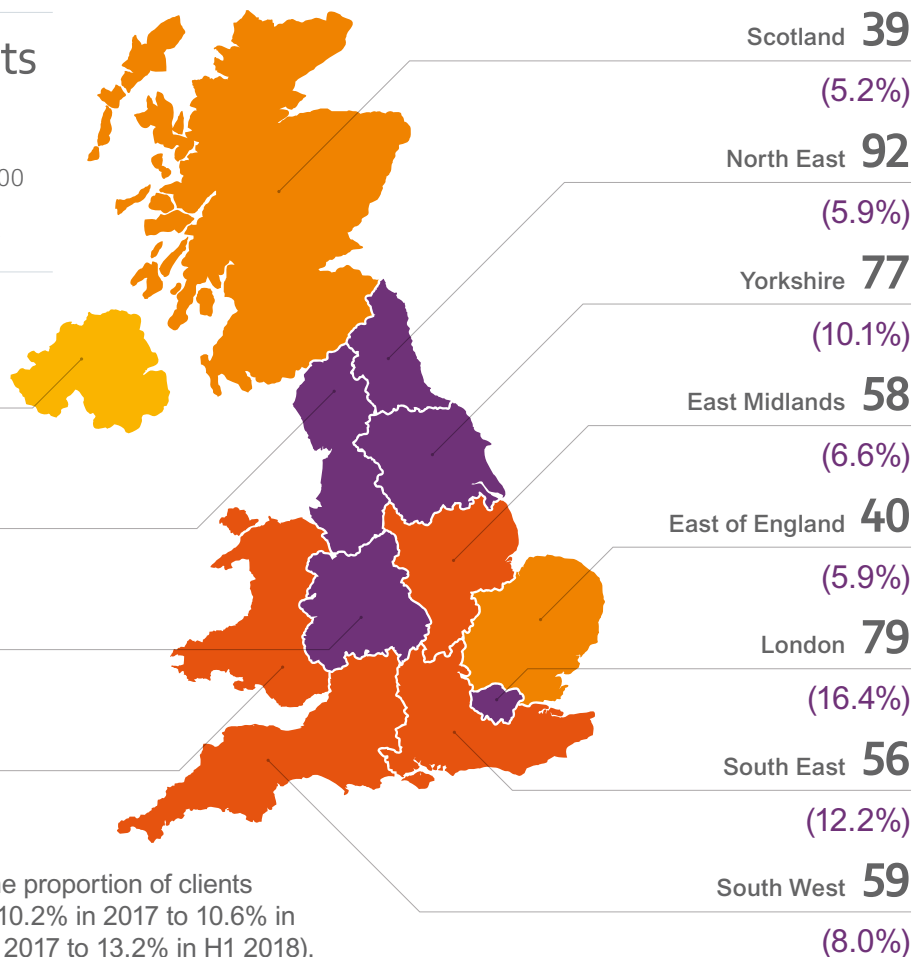 ts
00
Scotland 39
(5.2%)
North East 92
(5.9%)
Yorkshire 77
(10.1%)
East Midlands 58
(6.6%)
East of England 40
(5.9%)
London 79
(16.4%)
South East 56
(12.2%)
South West 59
(8.0%)
e proportion of clients
10.2% in 2017 to 10.6% in
2017 to 13.2% in H1 2018).